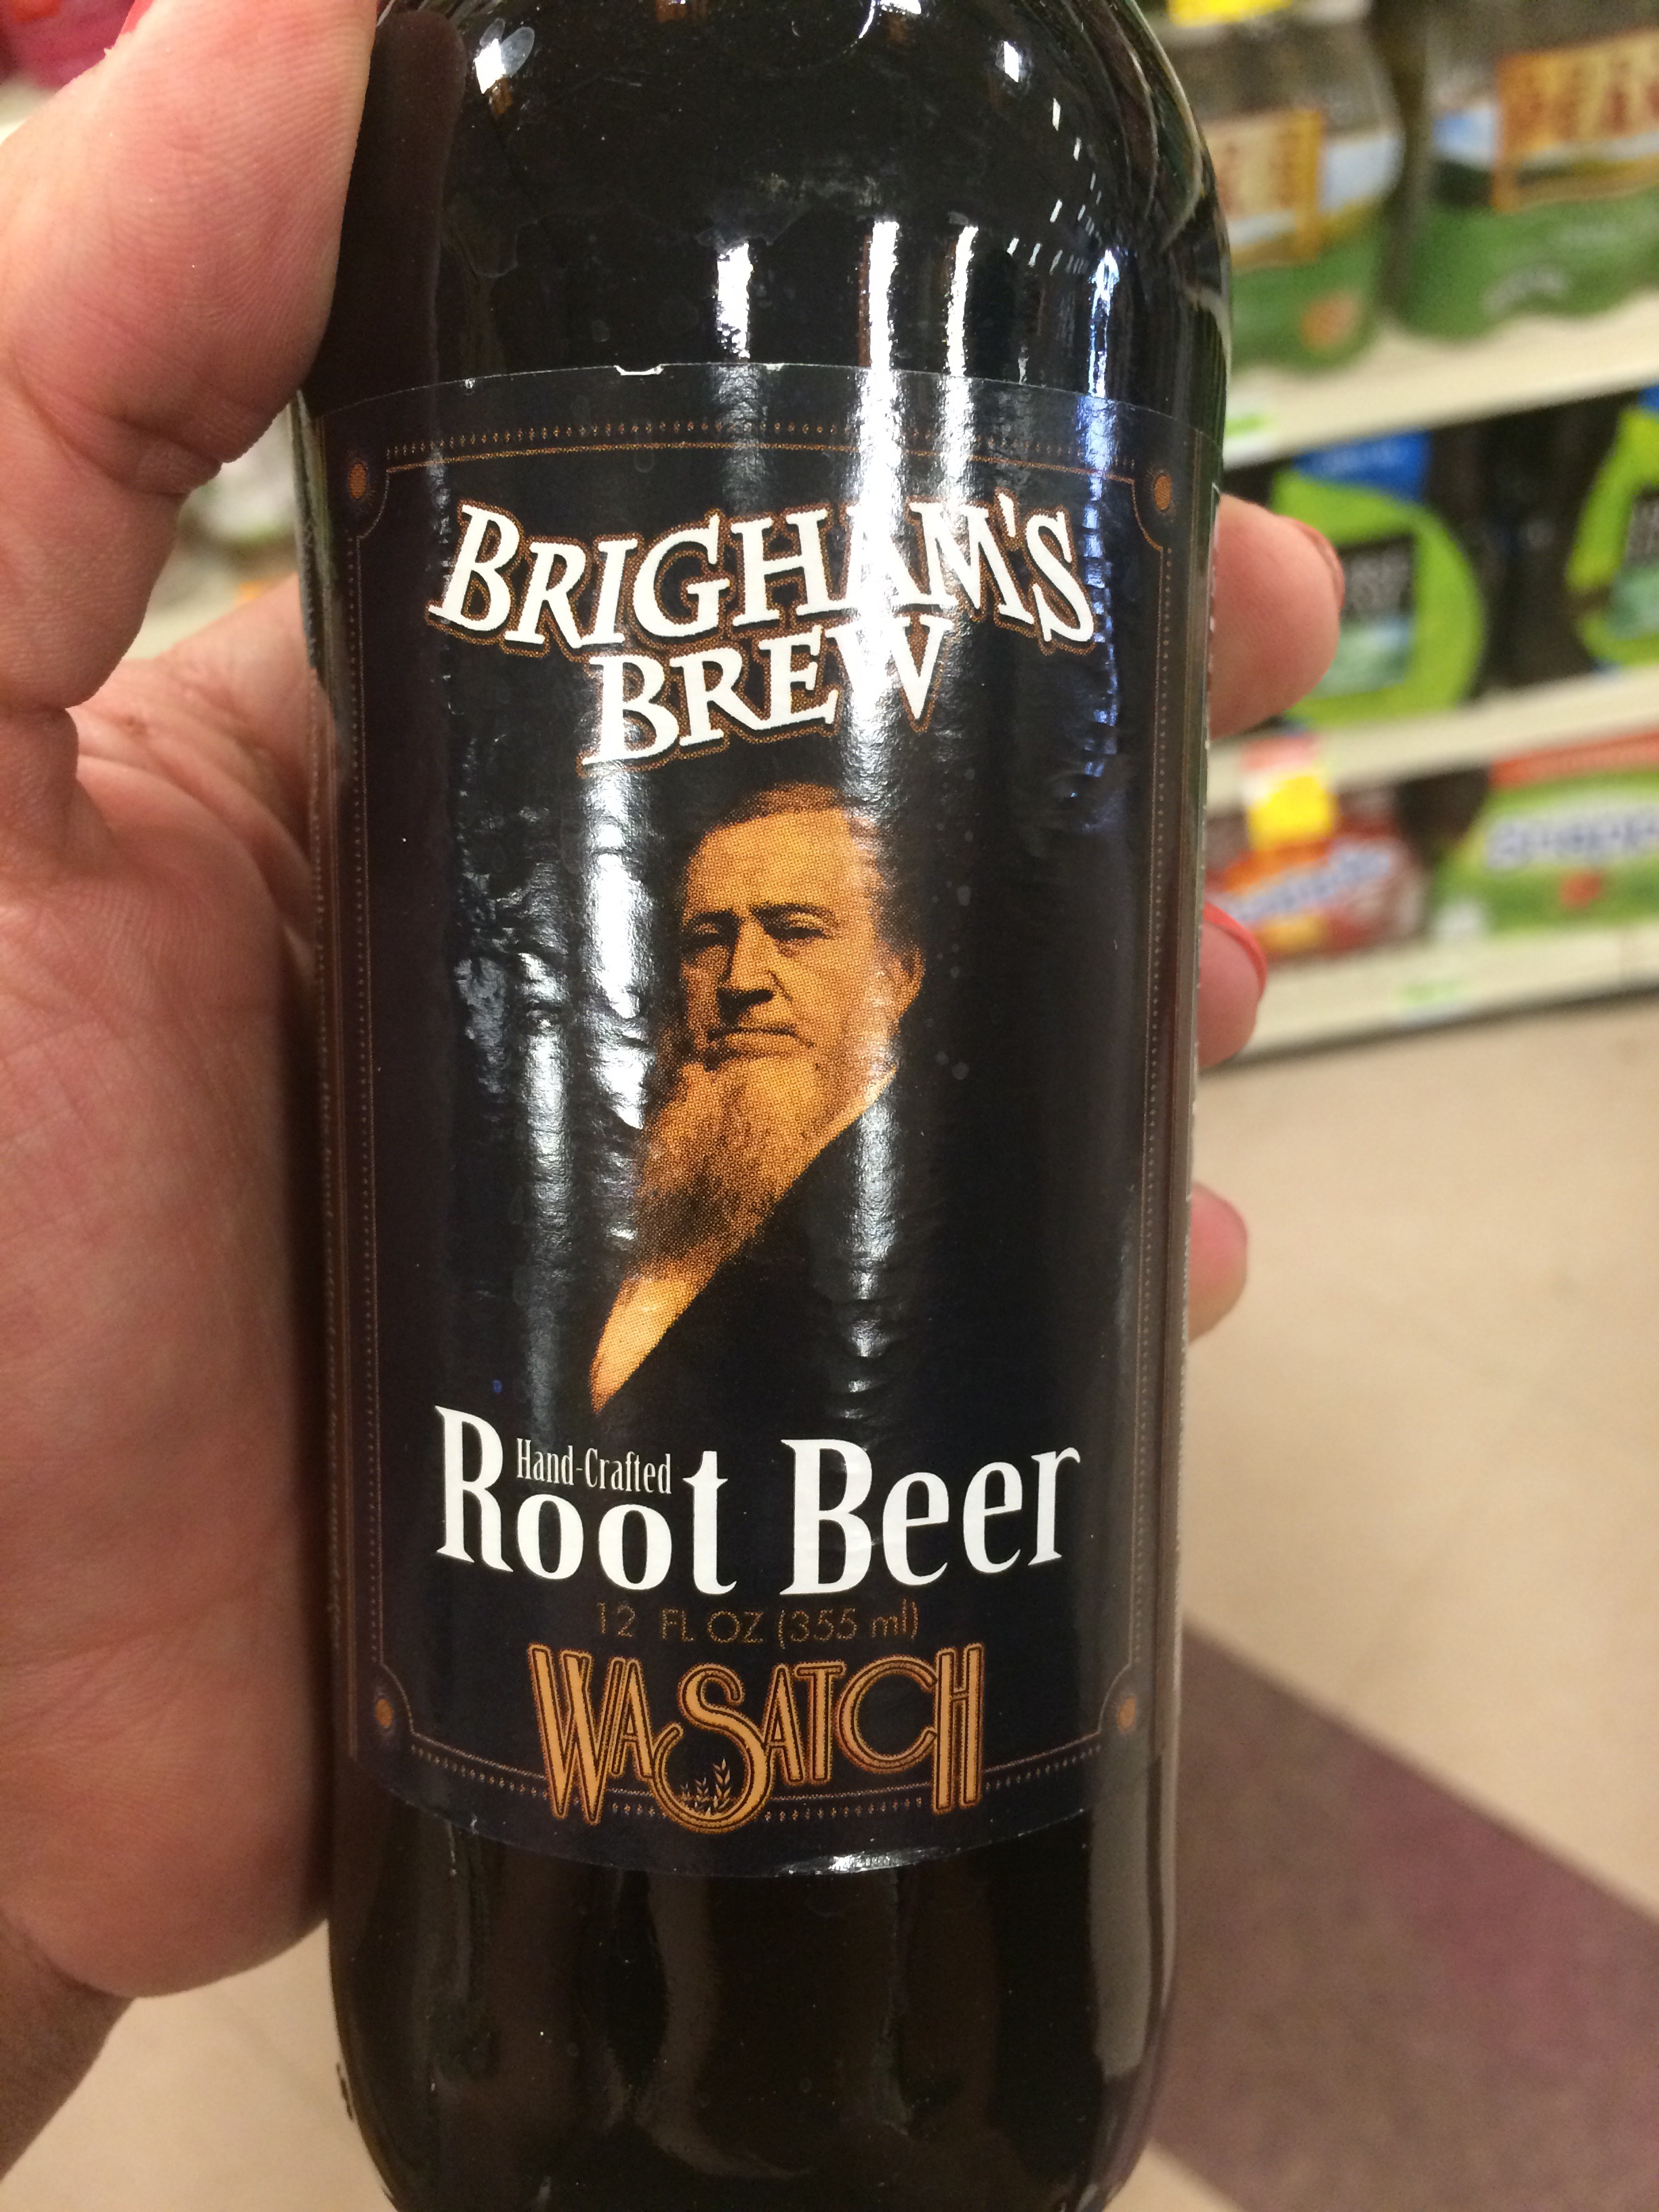 BRIGHAM'S
BREW
Hand-Crafted
Root Beer
12 FL OZ (355 ml)
WASATCH